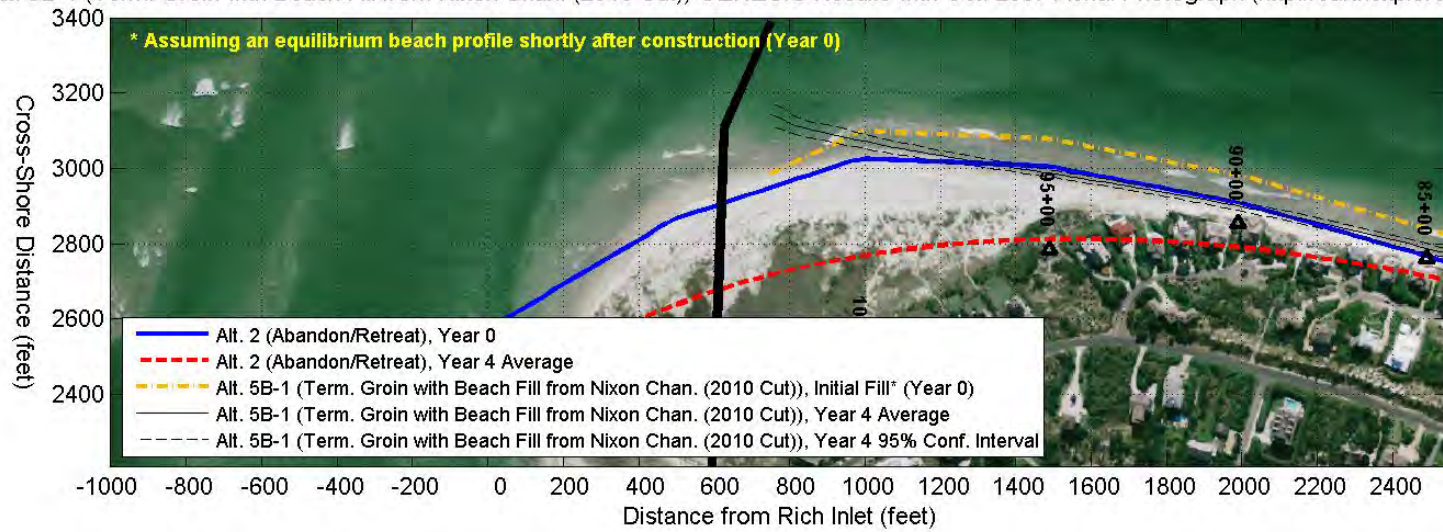 * Assuming an equilibrium beach profile shortly after construction (Year 0)
3400
3200
3000
2800
2600
2400
Cross-Shore Distance (feet)
95+00
90+00
85+00
10
Alt. 2 (Abandon/Retreat), Year 0
Alt. 2 (Abandon/Retreat), Year 4 Average
Alt. 5B-1 (Term. Groin with Beach Fill from Nixon Chan. (2010 Cut)), Initial Fill* (Year 0)
Alt. 5B-1 (Term. Groin with Beach Fill from Nixon Chan. (2010 Cut)), Year 4 Average
Alt. 5B-1 (Term. Groin with Beach Fill from Nixon Chan. (2010 Cut)), Year 4 95% Conf. Interval
-1000 -800 -600 -400 -200 0 200 400 600 800 1000 1200 1400 1600 1800 2000 2200 2400
Distance from Rich Inlet (feet)